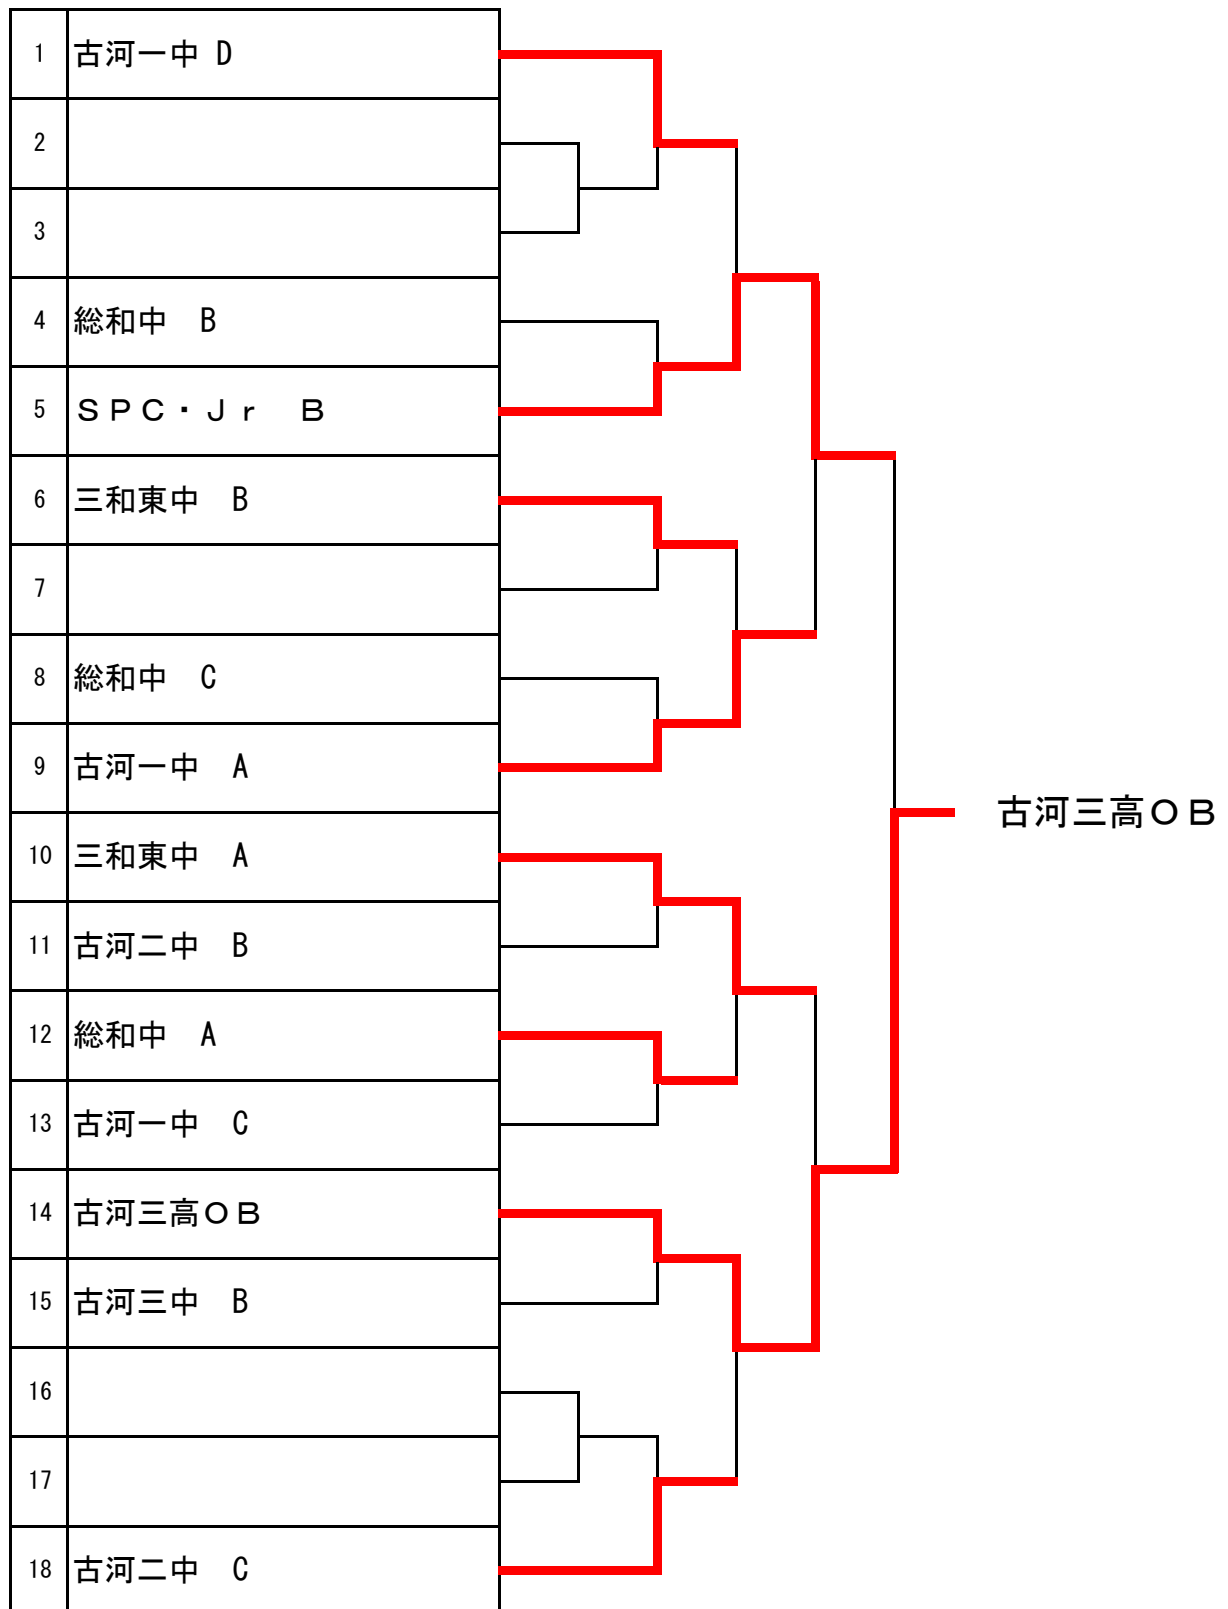 1 古河一中 D
2
3
4 総和中　B
5 ＳＰＣ・Ｊｒ　Ｂ
6 三和東中　B
7
8 総和中　C
9 古河一中　A
古河三高ＯＢ
10 三和東中　A
11 古河二中　B
12 総和中　A
13 古河一中　C
14 古河三高ＯＢ
15 古河三中　B
16
17
18 古河二中　C